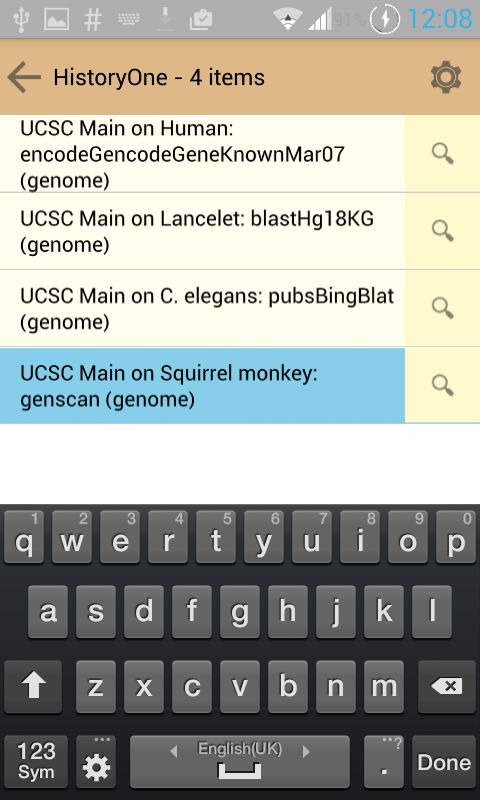 # 91% 12:08
HistoryOne - 4 items
UCSC Main on Human:
encodeGencodeGeneKnownMar07
(genome)
UCSC Main on Lancelet: blastHg18KG
(genome)
UCSC Main on C. elegans: pubsBingBlat
(genome)
UCSC Main on Squirrel monkey:
genscan (genome)
1 2 3 4 5 6 7 8 9 0
q w e r t y u i o p
a s d f g h j k l
z x c v b n m
123
Sym
English(UK)
... ?
.
Done